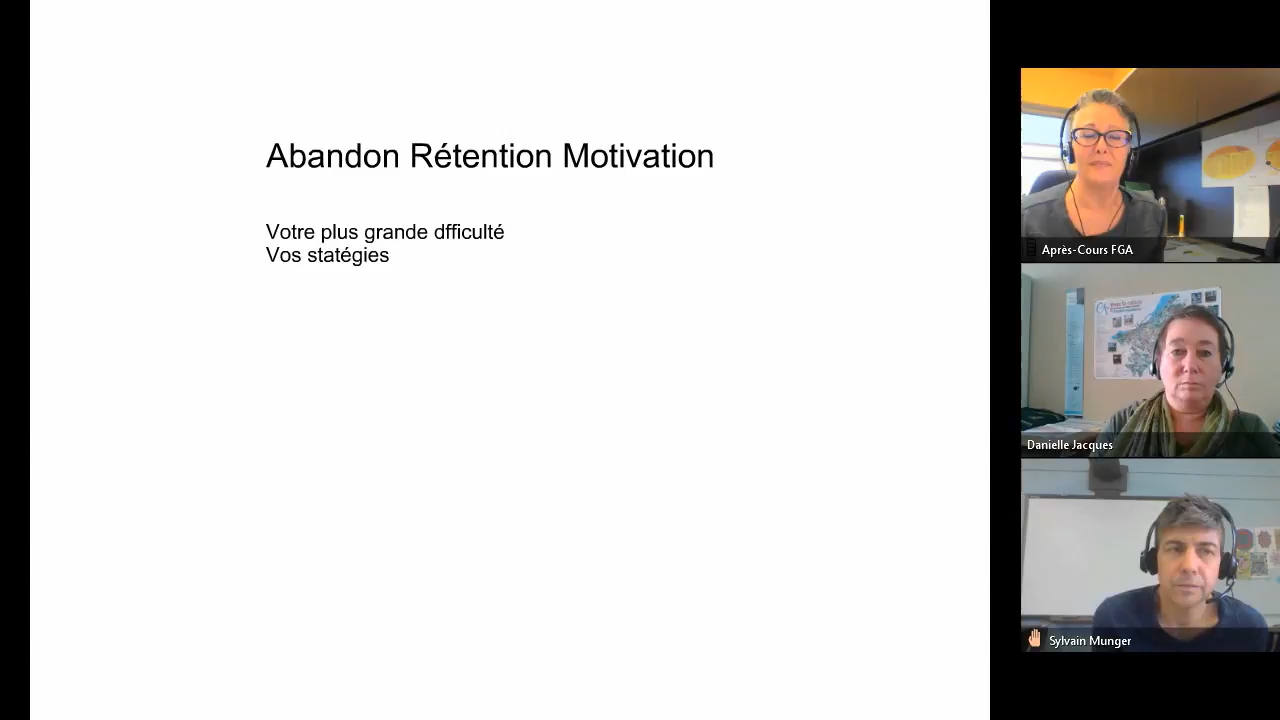 Abandon Rétention Motivation
Votre plus grande dfficulté
Vos statégies
Après-Cours FGA
Danielle Jacques
Sylvain Munger